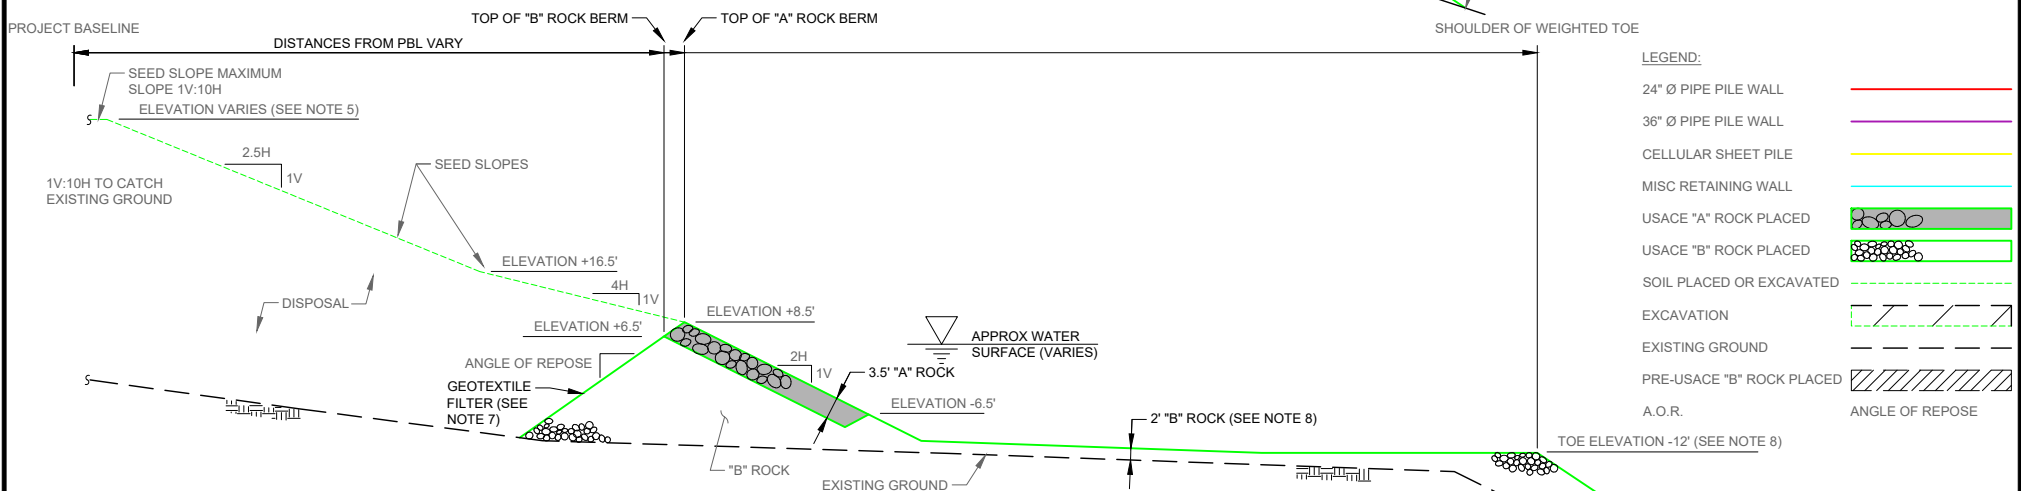 TOP OF "B" ROCK BERM
TOP OF "A" ROCK BERM
PROJECT BASELINE
SHOULDER OF WEIGHTED TOE
DISTANCES FROM PBL VARY
SEED SLOPE MAXIMUM
SLOPE 1V:10H
ELEVATION VARIES (SEE NOTE 5)
2.5H
1V
SEED SLOPES
1V:10H TO CATCH
EXISTING GROUND
ELEVATION +16.5'
4H
1V
DISPOSAL
ELEVATION +8.5'
ELEVATION +6.5'
APPROX WATER
SURFACE (VARIES)
ANGLE OF REPOSE
2H
1V
3.5' "A" ROCK
GEOTEXTILE
FILTER (SEE
NOTE 7)
ELEVATION -6.5'
2' "B" ROCK (SEE NOTE 8)
TOE ELEVATION -12' (SEE NOTE 8)
"B" ROCK
EXISTING GROUND
LEGEND:
24" Ø PIPE PILE WALL
36" Ø PIPE PILE WALL
CELLULAR SHEET PILE
MISC RETAINING WALL
USACE "A" ROCK PLACED
USACE "B" ROCK PLACED
SOIL PLACED OR EXCAVATED
EXCAVATION
EXISTING GROUND
PRE-USACE "B" ROCK PLACED
A.O.R.
ANGLE OF REPOSE